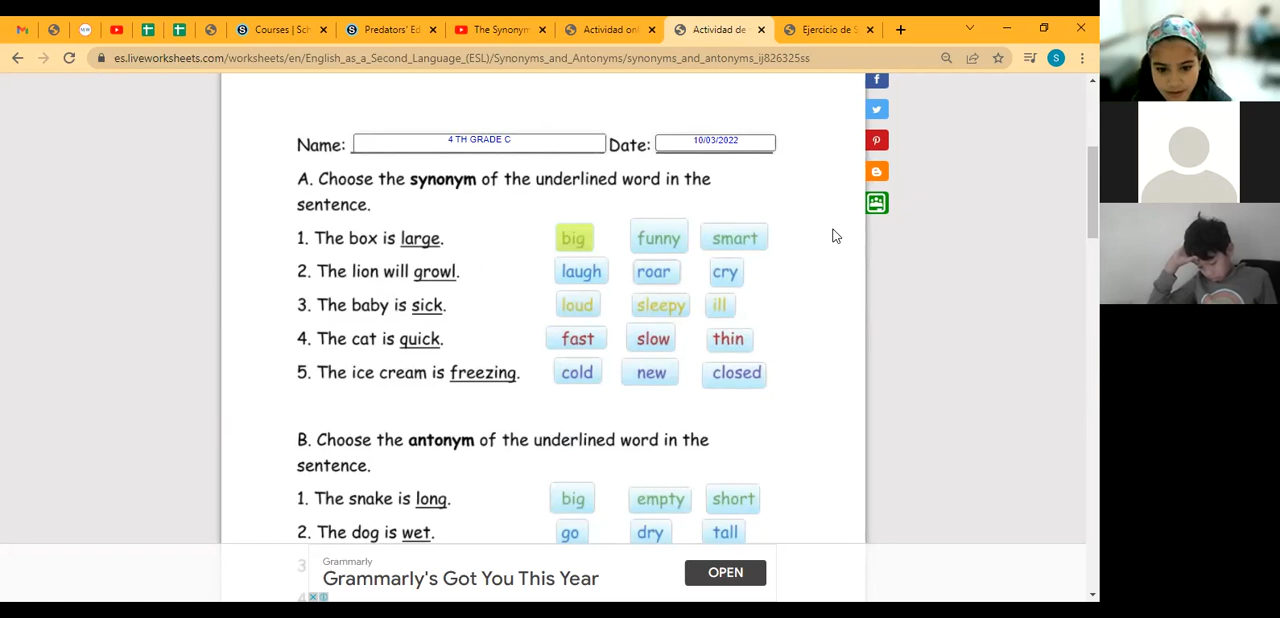 Courses | Sch
Predators' Ed
The Synonym
Actividad onl
Actividad de
Ejercicio de S
es.liveworksheets.com/worksheets/en/English_as_a_Second_Language_(ESL)/Synonyms_and_Antonyms/synonyms_and_antonyms_ij826325ss
S
Name: 4 TH GRADE C Date: 10/03/2022
A. Choose the synonym of the underlined word in the
sentence.
1. The box is large. big funny smart
2. The lion will growl. laugh roar cry
3. The baby is sick. loud sleepy ill
4. The cat is quick. fast slow thin
5. The ice cream is freezing. cold new closed
B. Choose the antonym of the underlined word in the
sentence.
1. The snake is long. big empty short
2. The dog is wet. go dry tall
3
4
Grammarly
Grammarly's Got You This Year
OPEN